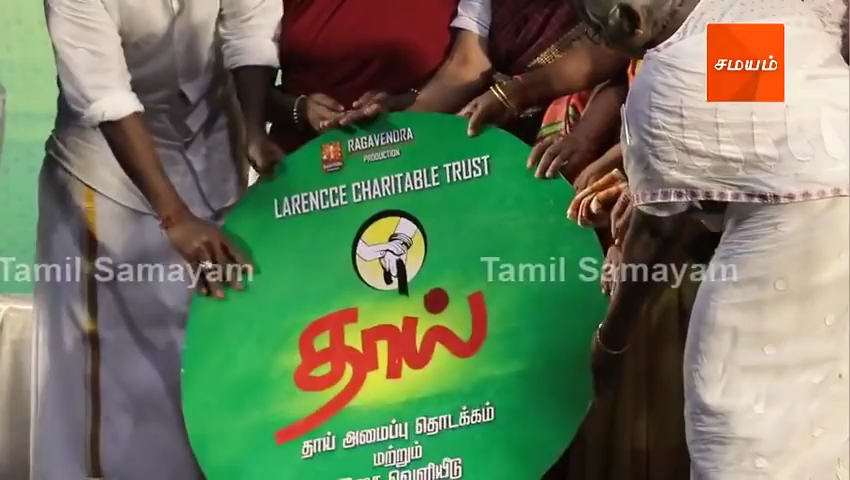 சமயம்
RAGAVENDRA
PRODUCTION
LARENCCE CHARITABLE TRUST
Tamil Samayam Tamil Samayam
தாய்
தாய் அமைப்பு தொடக்கம்
மற்றும்
வெளியீடு